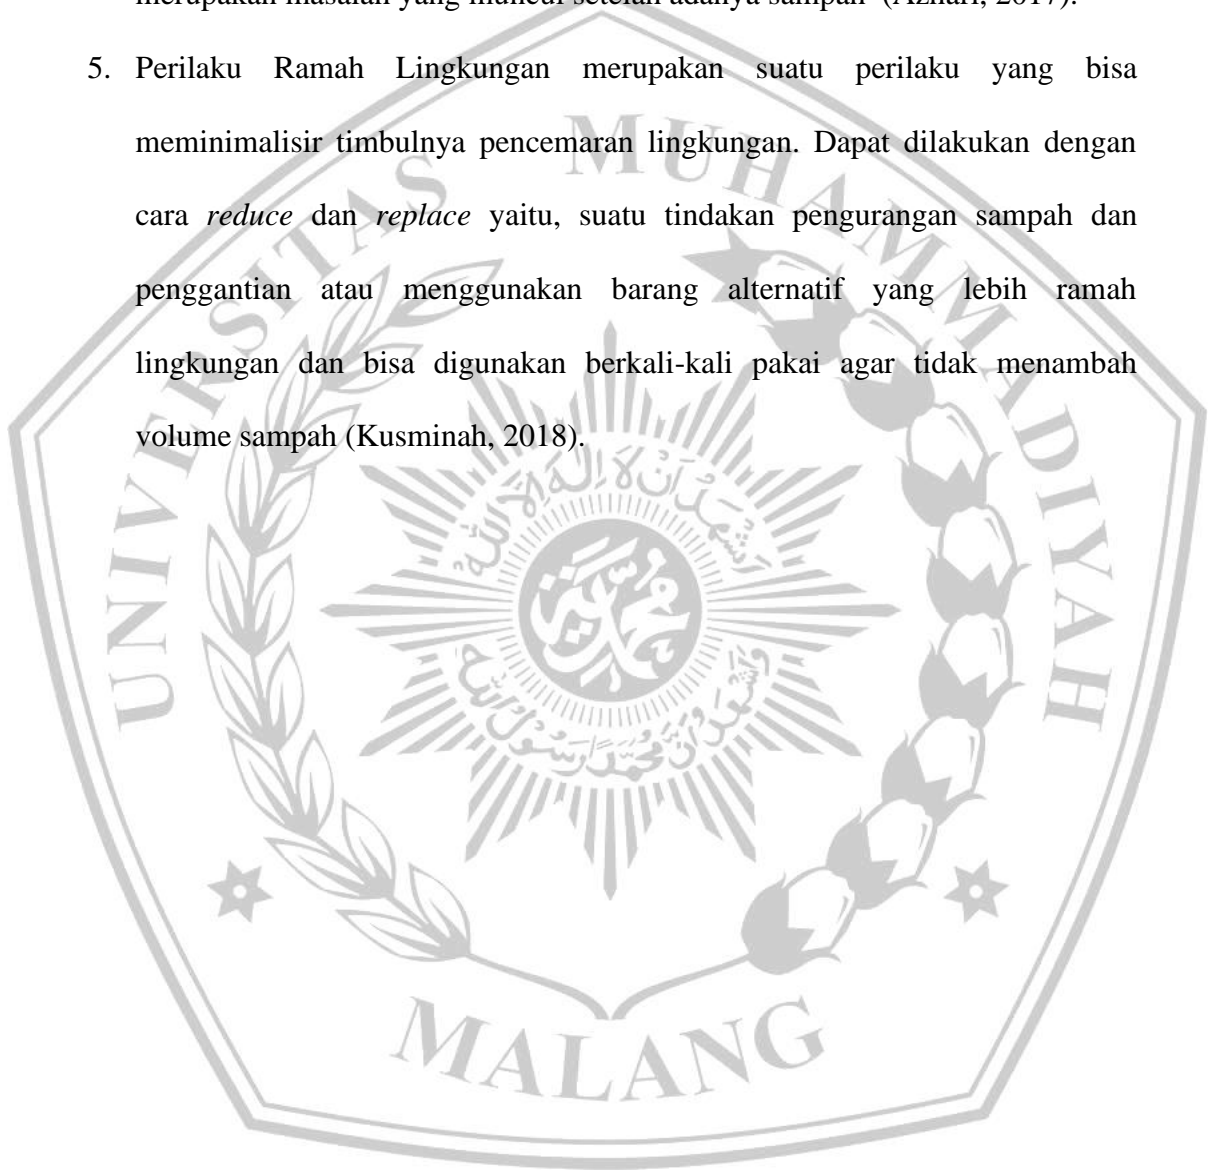 merupakan masalah yang muncul setelah adanya sampah (Azhari, 2017).
5. Perilaku Ramah Lingkungan merupakan suatu perilaku yang bisa
meminimalisir timbulnya pencemaran lingkungan. Dapat dilakukan dengan
cara reduce dan replace yaitu, suatu tindakan pengurangan sampah dan
penggantian atau menggunakan barang alternatif yang lebih ramah
lingkungan dan bisa digunakan berkali-kali pakai agar tidak menambah
volume sampah (Kusminah, 2018).
UNIVERSITAS MUHAMMADIYAH
MALANG